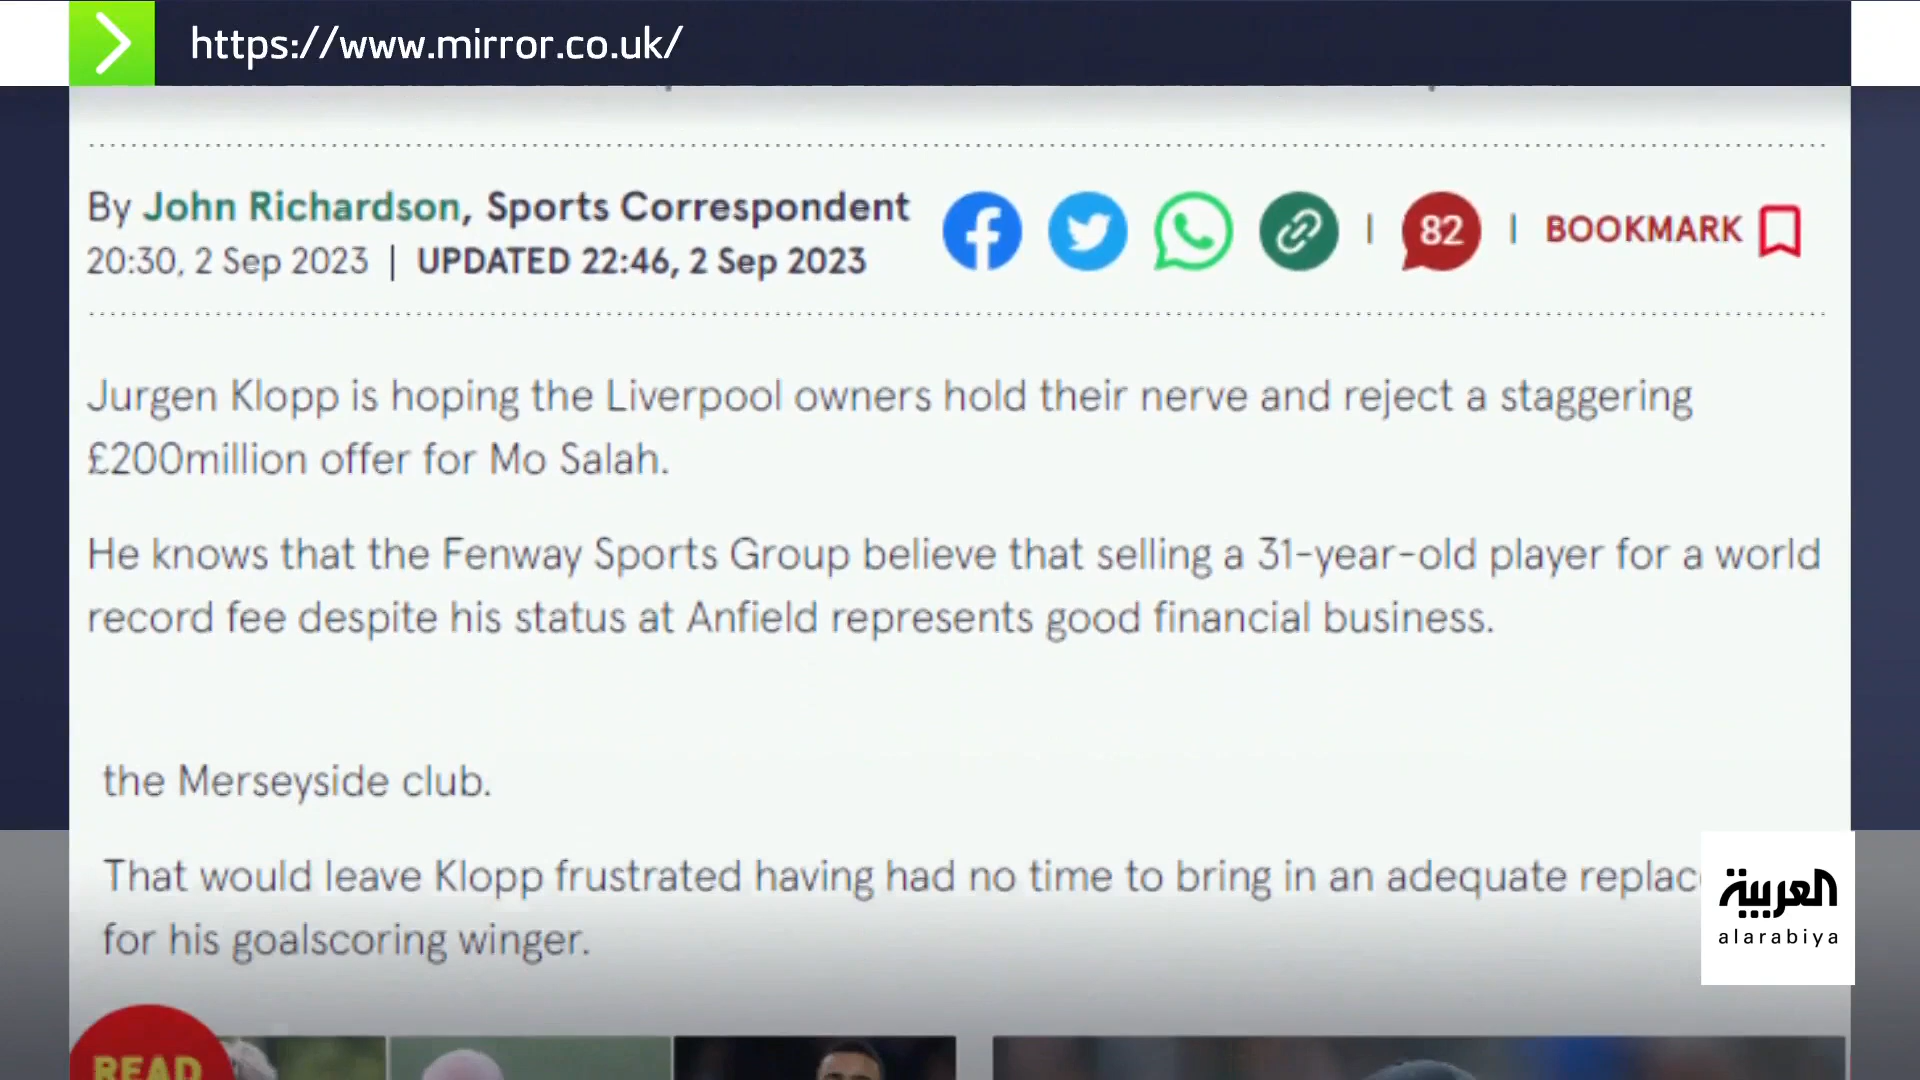 https://www.mirror.co.uk/
By John Richardson, Sports Correspondent
20:30, 2 Sep 2023 | UPDATED 22:46, 2 Sep 2023
82
BOOKMARK
Jurgen Klopp is hoping the Liverpool owners hold their nerve and reject a staggering
£200million offer for Mo Salah.
He knows that the Fenway Sports Group believe that selling a 31-year-old player for a world
record fee despite his status at Anfield represents good financial business.
the Merseyside club.
That would leave Klopp frustrated having had no time to bring in an adequate replac
for his goalscoring winger.
العربية
alarabiya
READ